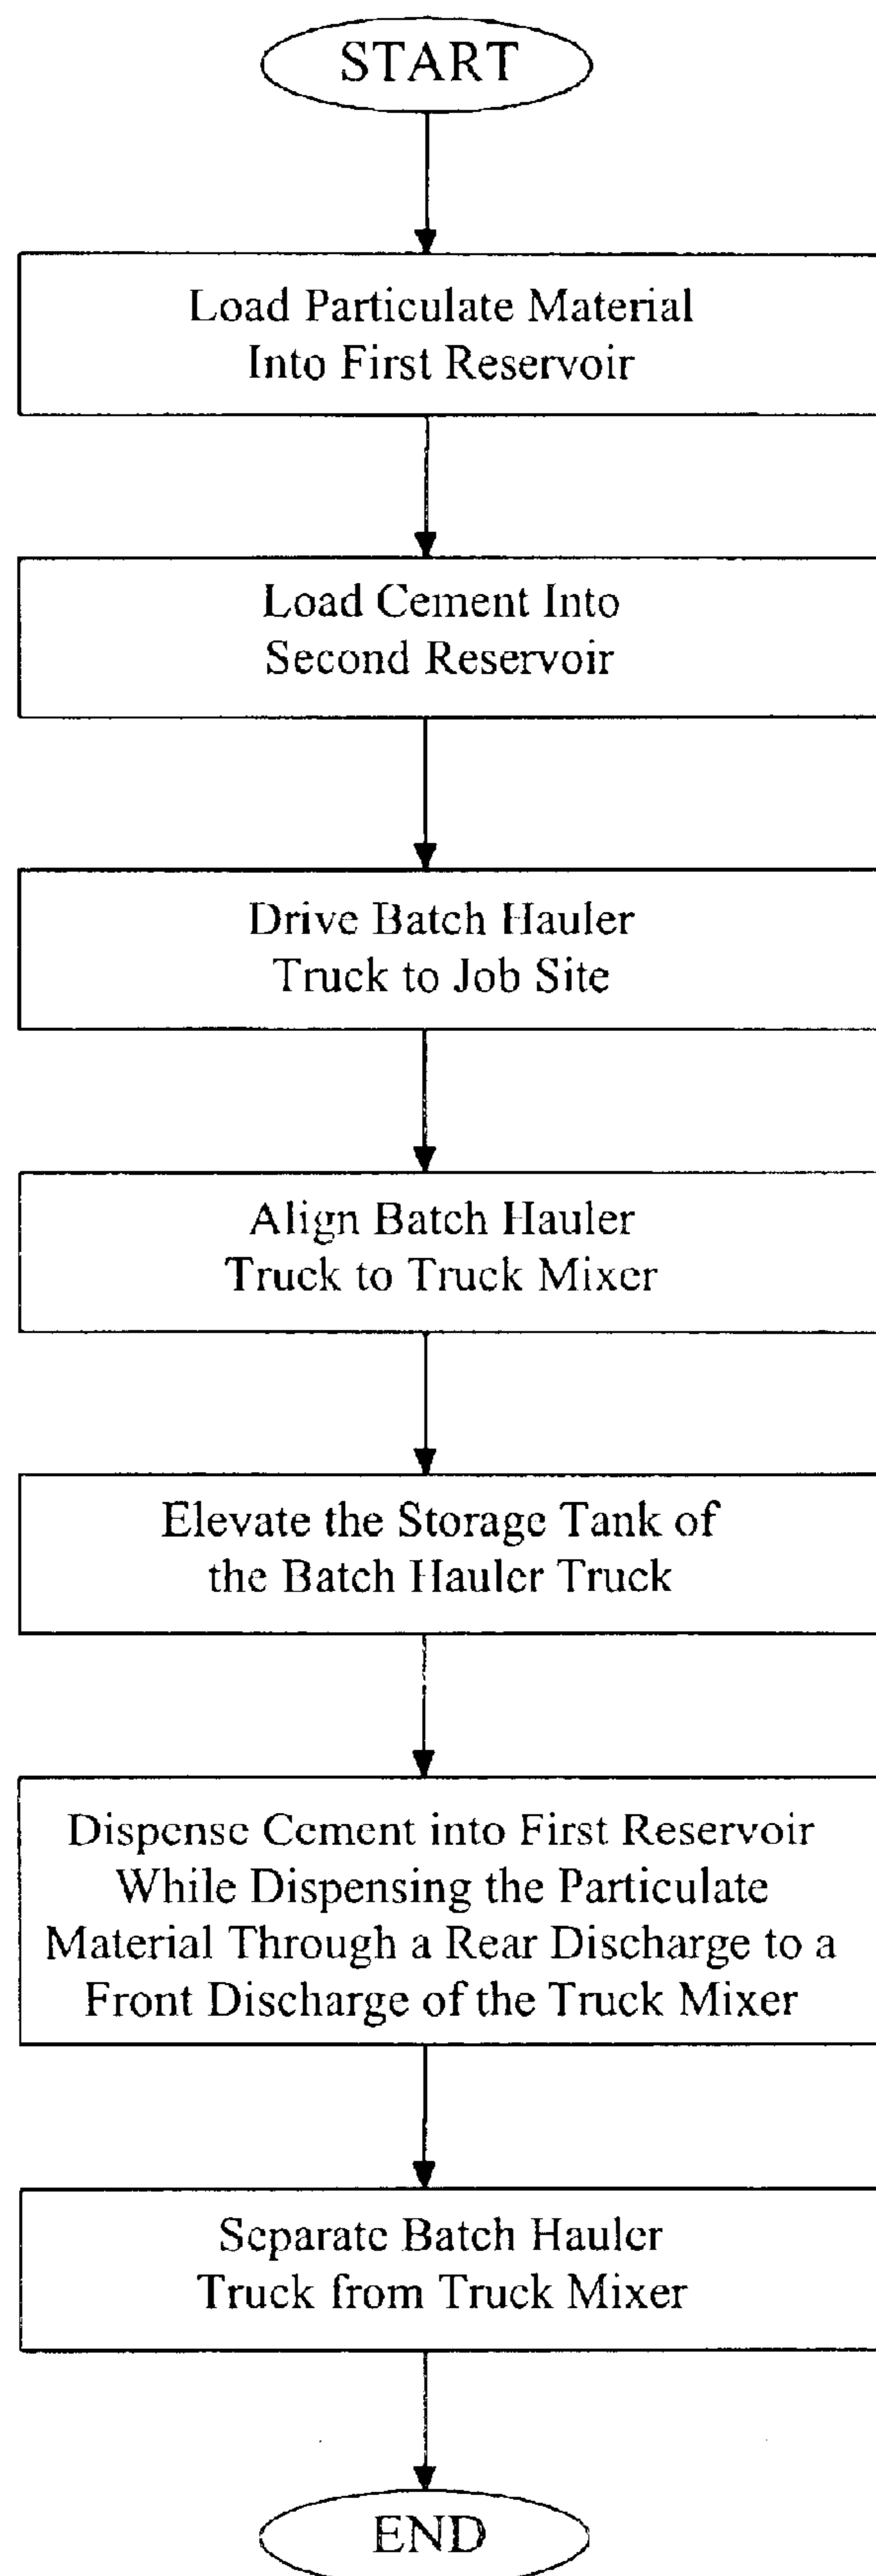 START
Load Particulate Material
Into First Reservoir
Load Cement Into
Second Reservoir
Drive Batch Hauler
Truck to Job Site
Align Batch Hauler
Truck to Truck Mixer
Elevate the Storage Tank of
the Batch Hauler Truck
Dispense Cement into First Reservoir
While Dispensing the Particulate
Material Through a Rear Discharge to a
Front Discharge of the Truck Mixer
Separate Batch Hauler
Truck from Truck Mixer
END